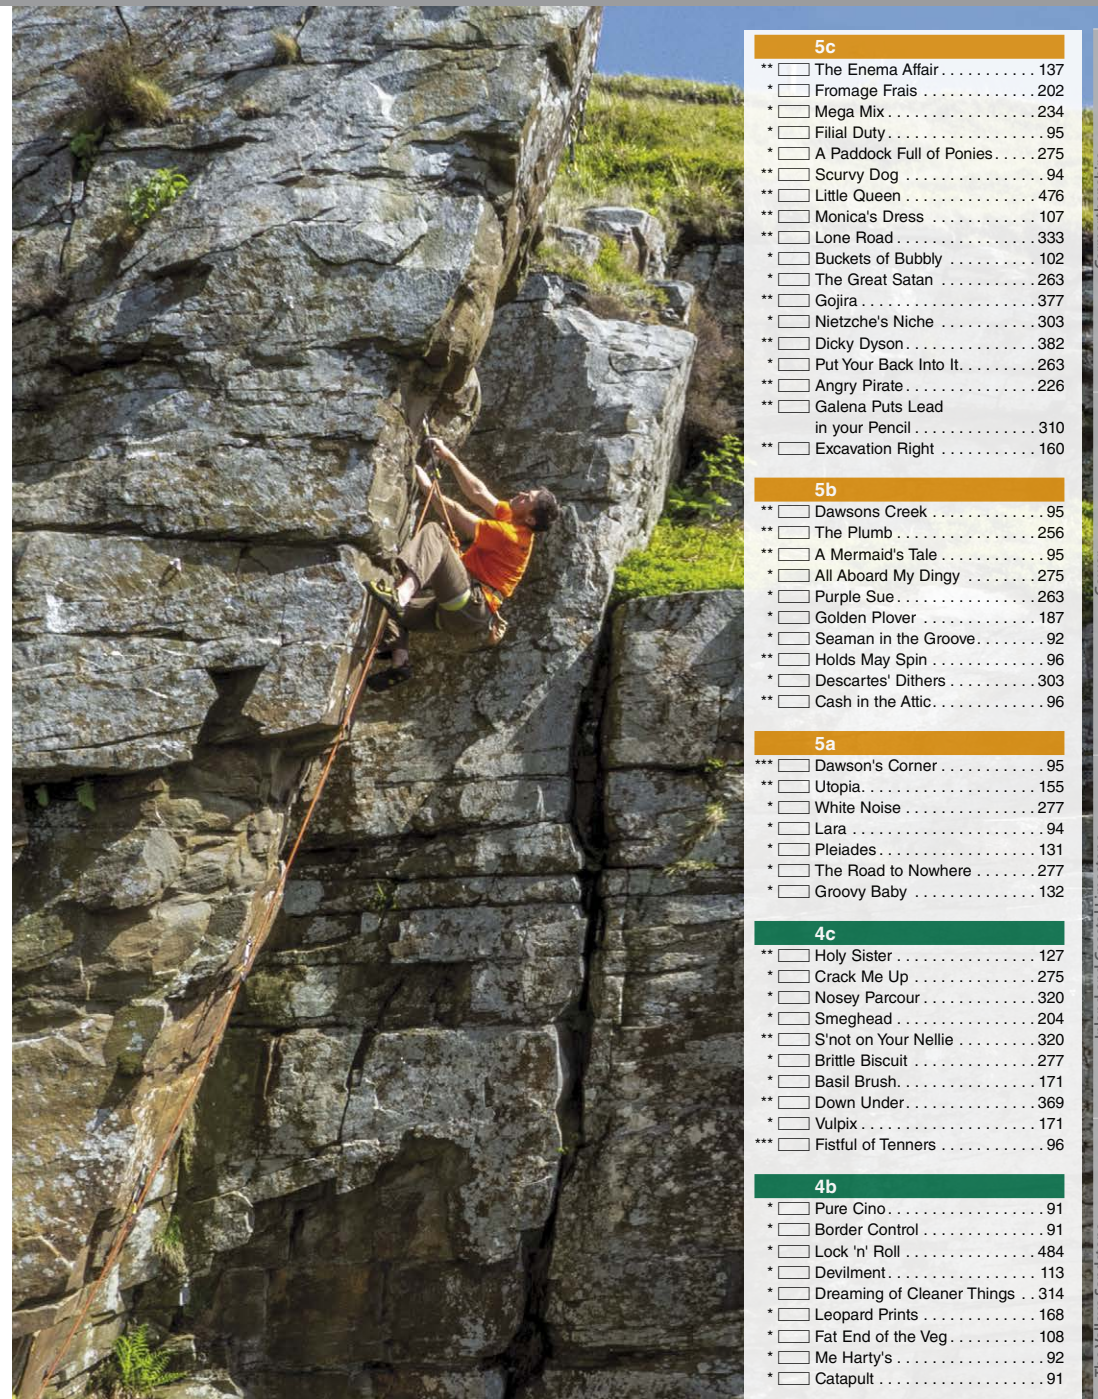 5c
** The Enema Affair . . . . . . . . . . . 137
* Fromage Frais . . . . . . . . . . . . . 202
* Mega Mix . . . . . . . . . . . . . . . . 234
* Filial Duty . . . . . . . . . . . . . . . . . 95
* A Paddock Full of Ponies . . . . . 275
** Scurvy Dog . . . . . . . . . . . . . . . 94
** Little Queen . . . . . . . . . . . . . . 476
** Monica's Dress . . . . . . . . . . . . 107
** Lone Road . . . . . . . . . . . . . . . 333
* Buckets of Bubbly . . . . . . . . . . 102
* The Great Satan . . . . . . . . . . . 263
** Gojira . . . . . . . . . . . . . . . . . . . 377
* Nietzche's Niche . . . . . . . . . . . 303
** Dicky Dyson . . . . . . . . . . . . . . 382
* Put Your Back Into It . . . . . . . . 263
** Angry Pirate . . . . . . . . . . . . . . 226
** Galena Puts Lead
in your Pencil . . . . . . . . . . . . . 310
** Excavation Right . . . . . . . . . . . 160
5b
** Dawsons Creek . . . . . . . . . . . . 95
** The Plumb . . . . . . . . . . . . . . . 256
** A Mermaid's Tale . . . . . . . . . . . 95
* All Aboard My Dingy . . . . . . . . 275
* Purple Sue . . . . . . . . . . . . . . . 263
* Golden Plover . . . . . . . . . . . . . 187
* Seaman in the Groove . . . . . . . 92
** Holds May Spin . . . . . . . . . . . . 96
* Descartes' Dithers . . . . . . . . . . 303
** Cash in the Attic . . . . . . . . . . . . 96
5a
*** Dawson's Corner . . . . . . . . . . . 95
** Utopia . . . . . . . . . . . . . . . . . . . 155
* White Noise . . . . . . . . . . . . . . 277
* Lara . . . . . . . . . . . . . . . . . . . . 94
* Pleiades . . . . . . . . . . . . . . . . . 131
* The Road to Nowhere . . . . . . . 277
* Groovy Baby . . . . . . . . . . . . . . 132
4c
** Holy Sister . . . . . . . . . . . . . . . 127
* Crack Me Up . . . . . . . . . . . . . . 275
* Nosey Parcour . . . . . . . . . . . . . 320
* Smeghead . . . . . . . . . . . . . . . 204
** S'not on Your Nellie . . . . . . . . . 320
* Brittle Biscuit . . . . . . . . . . . . . 277
* Basil Brush . . . . . . . . . . . . . . . 171
** Down Under . . . . . . . . . . . . . . 369
* Vulpix . . . . . . . . . . . . . . . . . . . 171
*** Fistful of Tenners . . . . . . . . . . . 96
4b
* Pure Cino . . . . . . . . . . . . . . . . 91
* Border Control . . . . . . . . . . . . . 91
* Lock 'n' Roll . . . . . . . . . . . . . . 484
* Devilment . . . . . . . . . . . . . . . . 113
* Dreaming of Cleaner Things . . 314
* Leopard Prints . . . . . . . . . . . . . 168
* Fat End of the Veg . . . . . . . . . . 108
* Me Harty's . . . . . . . . . . . . . . . 92
* Catapult . . . . . . . . . . . . . . . . . 91